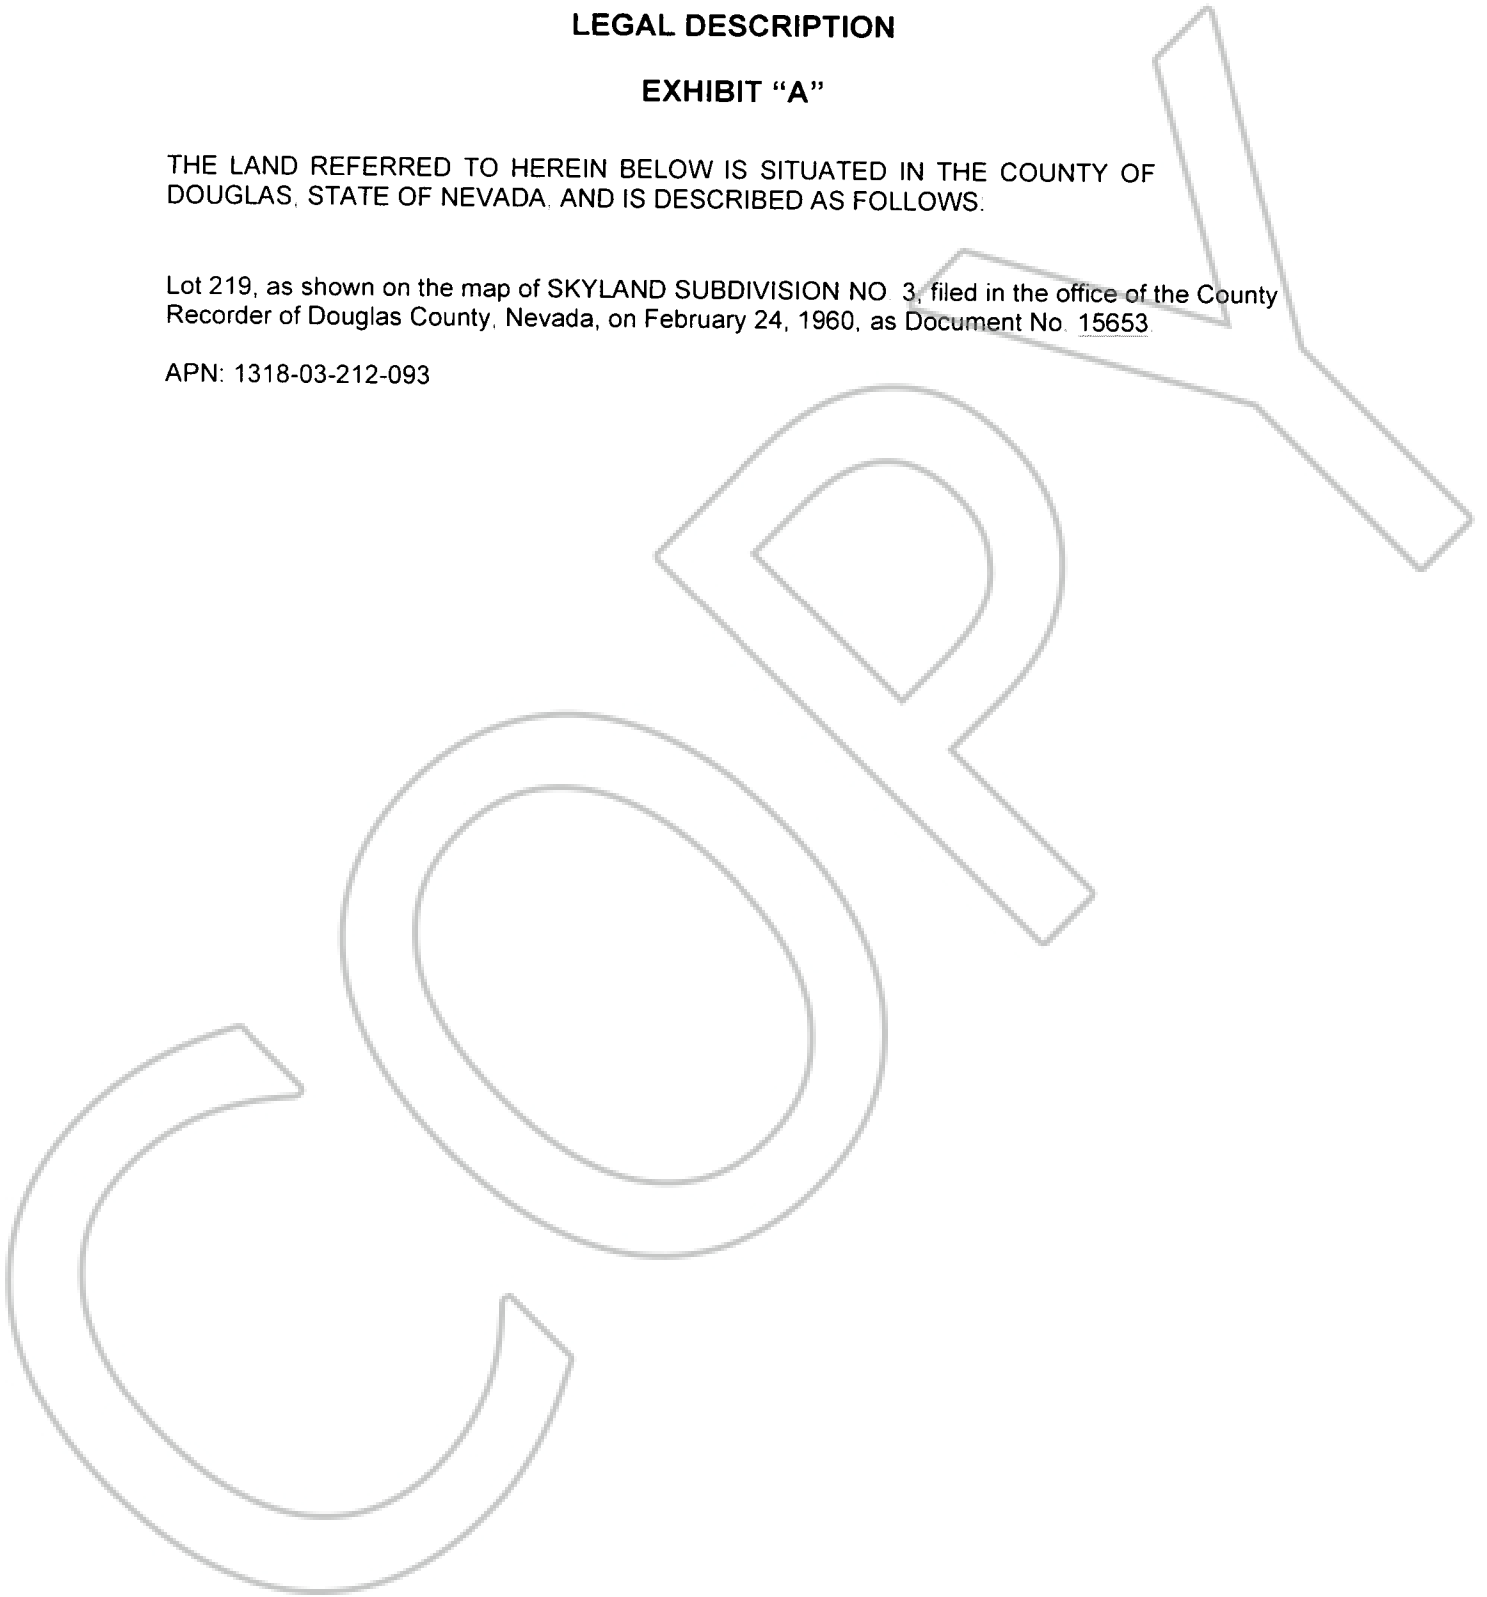 LEGAL DESCRIPTION
EXHIBIT “A”
THE LAND REFERRED TO HEREIN BELOW IS SITUATED IN THE COUNTY OF
DOUGLAS, STATE OF NEVADA, AND IS DESCRIBED AS FOLLOWS:
Lot 219, as shown on the map of SKYLAND SUBDIVISION NO. 3, filed in the office of the County
Recorder of Douglas County, Nevada, on February 24, 1960, as Document No. 15653.
APN: 1318-03-212-093
COPY